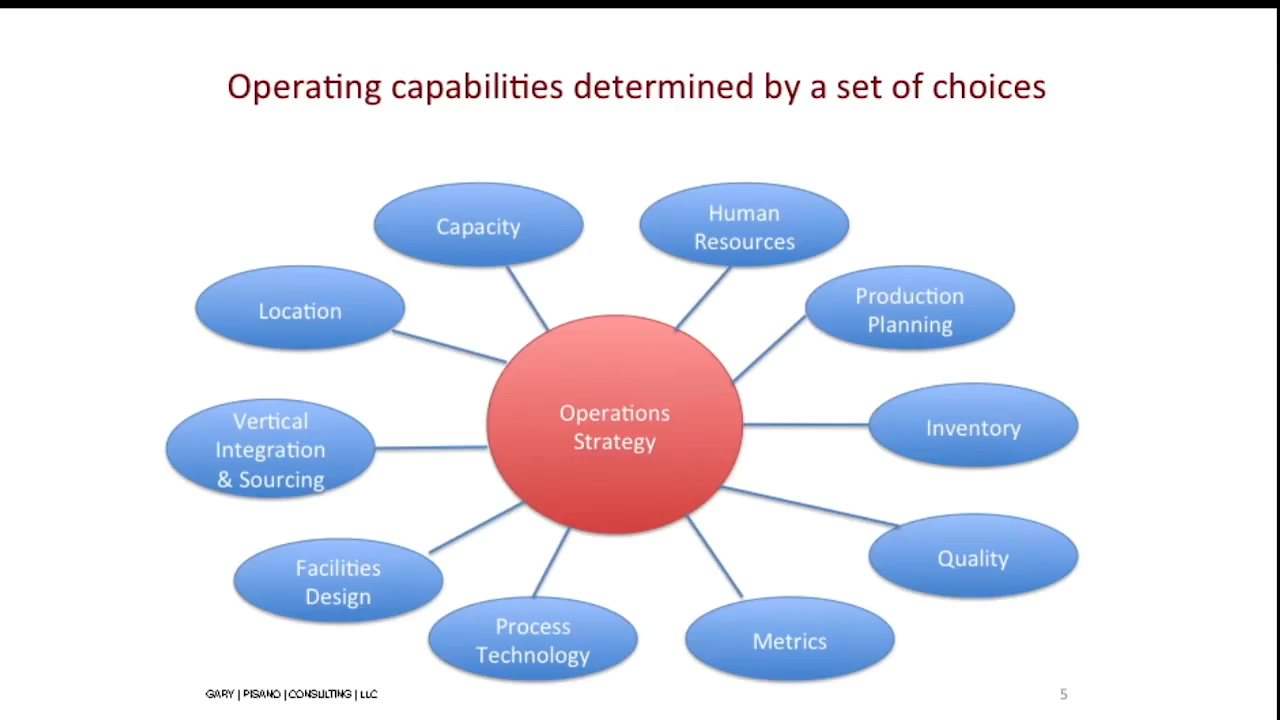 Operating capabilities determined by a set of choices
Capacity
Human
Resources
Location
Production
Planning
Vertical
Integration
& Sourcing
Operations
Strategy
Inventory
Facilities
Design
Quality
Process
Technology
Metrics
GARY | PISANO | CONSULTING | LLC
5